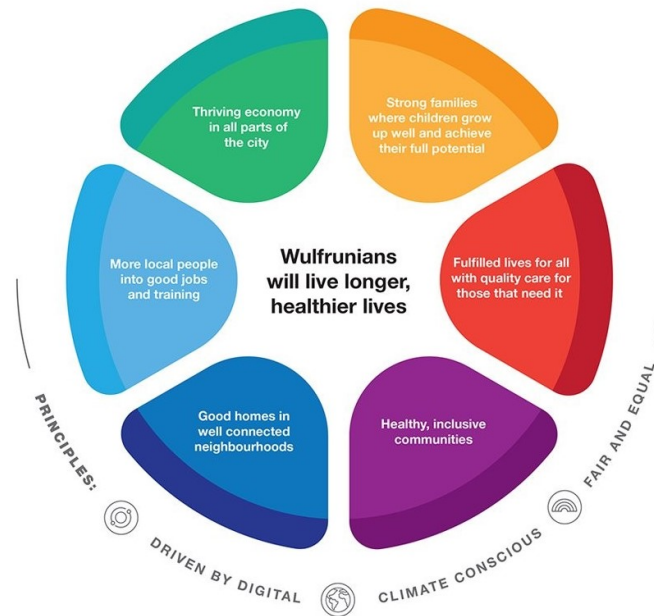 Thriving economy
in all parts of
the city
Strong families
where children grow
up well and achieve
their full potential
More local people
into good jobs
and training
Wulfrunians
will live longer,
healthier lives
Fulfilled lives for all
with quality care for
those that need it
Good homes in
well connected
neighbourhoods
Healthy, inclusive
communities
PRINCIPLES:
DRIVEN BY DIGITAL
CLIMATE CONSCIOUS
FAIR AND EQUAL